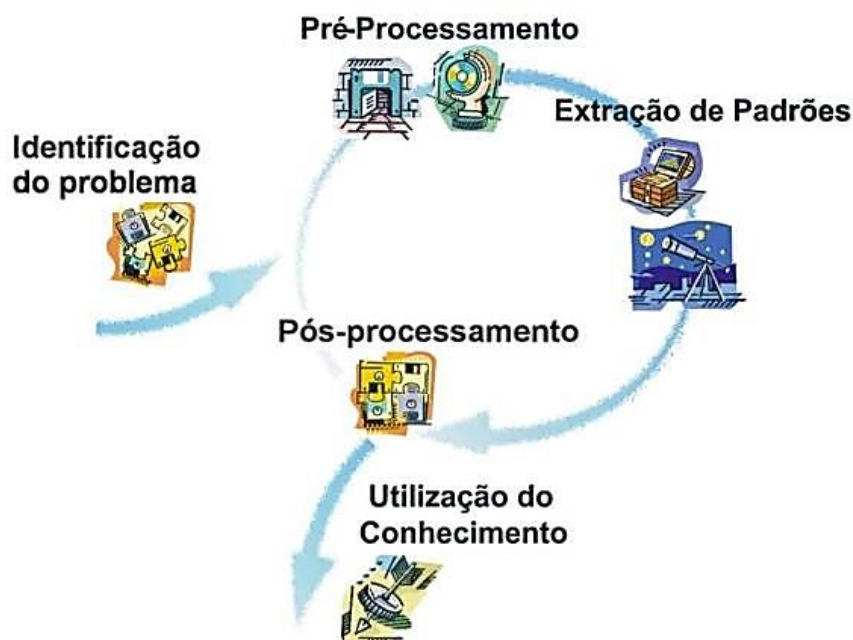 Pré-Processamento
Extração de Padrões
Identificação
do problema
Pós-processamento
Utilização do
Conhecimento